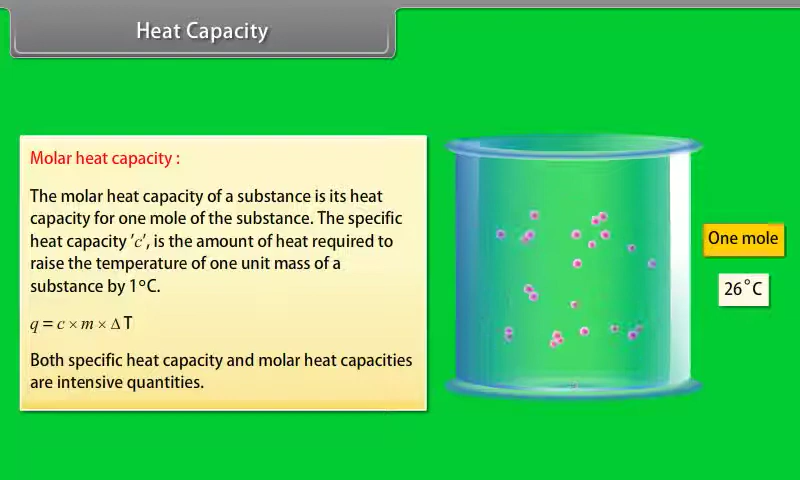 Heat Capacity
Molar heat capacity :
The molar heat capacity of a substance is its heat
capacity for one mole of the substance. The specific
heat capacity 'c', is the amount of heat required to
raise the temperature of one unit mass of a
substance by 1ºC.
q = c × m × Δ T
Both specific heat capacity and molar heat capacities
are intensive quantities.
One mole
26°C